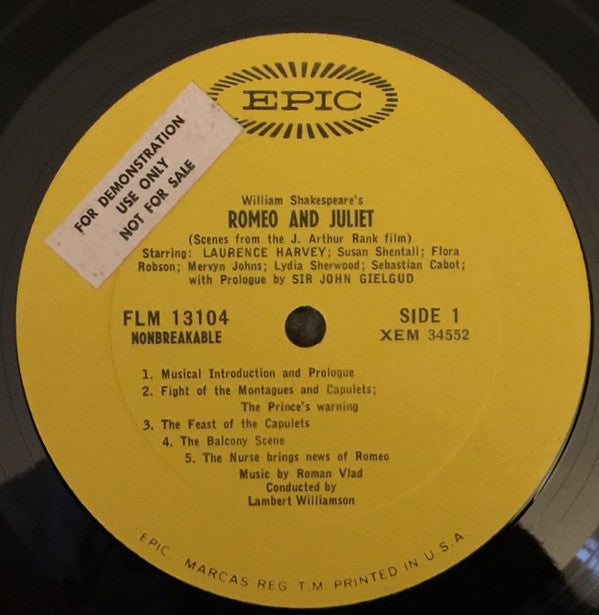 EPIC
FOR DEMONSTRATION
USE ONLY
NOT FOR SALE
William Shakespeare's
ROMEO AND JULIET
(Scenes from the J. Arthur Rank film)
Starring: LAURENCE HARVEY; Susan Shentall; Flora
Robson; Mervyn Johns; Lydia Sherwood; Sebastian Cabot;
with Prologue by SIR JOHN GIELGUD
FLM 13104
NONBREAKABLE
SIDE 1
XEM 34552
1. Musical Introduction and Prologue
2. Fight of the Montagues and Capulets;
The Prince's warning
3. The Feast of the Capulets
4. The Balcony Scene
5. The Nurse brings news of Romeo
Music by Roman Vlad
Conducted by
Lambert Williamson
EPIC. MARCAS REG. T.M. PRINTED IN U.S.A.